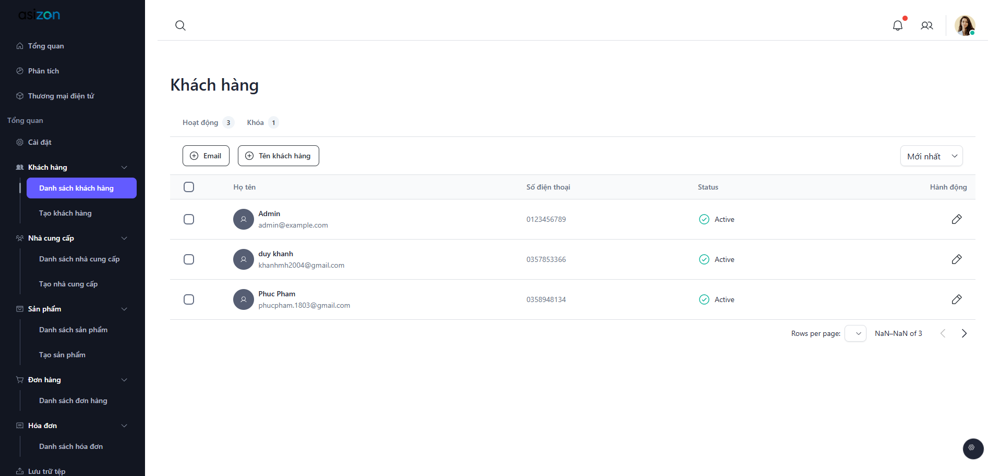 asizon
Tổng quan
Phân tích
Thương mại điện tử
Tổng quan
Cài đặt
Khách hàng
Danh sách khách hàng
Tạo khách hàng
Nhà cung cấp
Danh sách nhà cung cấp
Tạo nhà cung cấp
Sản phẩm
Danh sách sản phẩm
Tạo sản phẩm
Đơn hàng
Danh sách đơn hàng
Hóa đơn
Danh sách hóa đơn
Lưu trữ tệp
Khách hàng
Hoạt động 3 Khóa 1
Email Tên khách hàng Mới nhất
Họ tên Số điện thoại Status Hành động
Admin
admin@example.com 0123456789 Active
duy khanh
khanhmh2004@gmail.com 0357853366 Active
Phuc Pham
phucpham.1803@gmail.com 0358948134 Active
Rows per page: NaN–NaN of 3